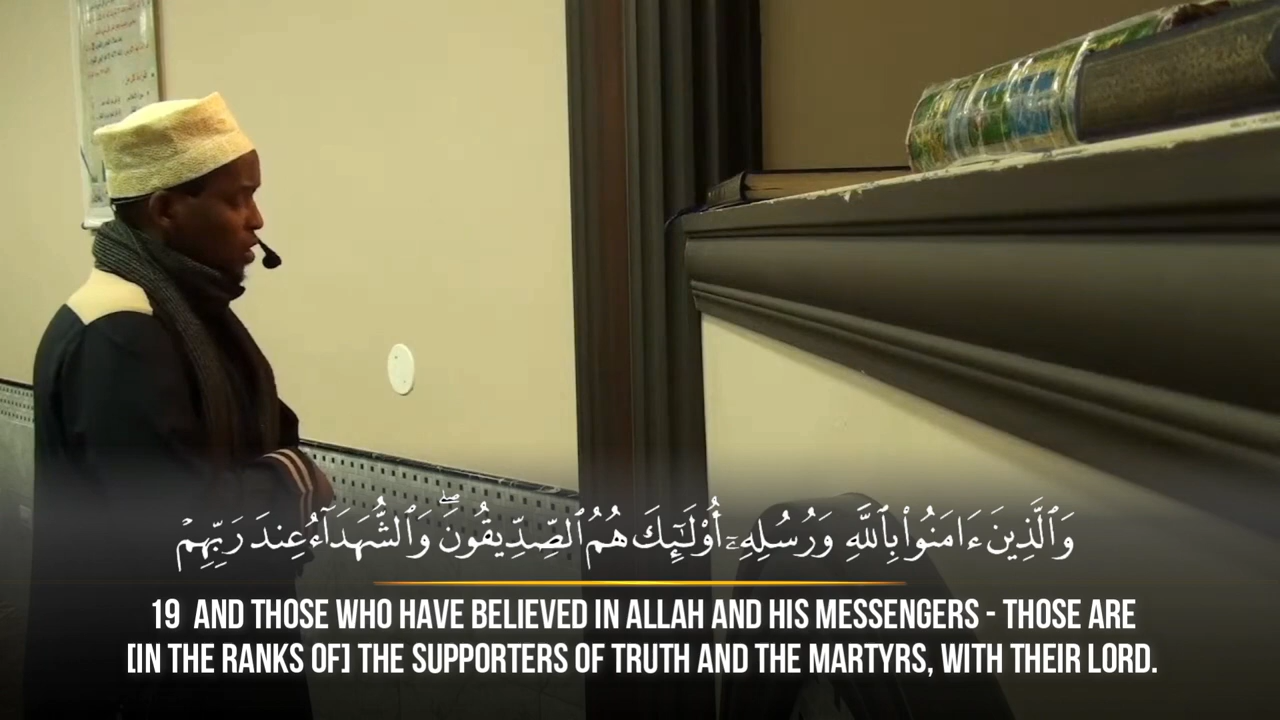 وَٱلَّذِينَ ءَامَنُوا۟ بِٱللَّهِ وَرُسُلِهِۦٓ أُو۟لَـٰٓئِكَ هُمُ ٱلصِّدِّيقُونَ ۖ وَٱلشُّهَدَآءُ عِندَ رَبِّهِمْ
19 AND THOSE WHO HAVE BELIEVED IN ALLAH AND HIS MESSENGERS - THOSE ARE
[IN THE RANKS OF] THE SUPPORTERS OF TRUTH AND THE MARTYRS, WITH THEIR LORD.